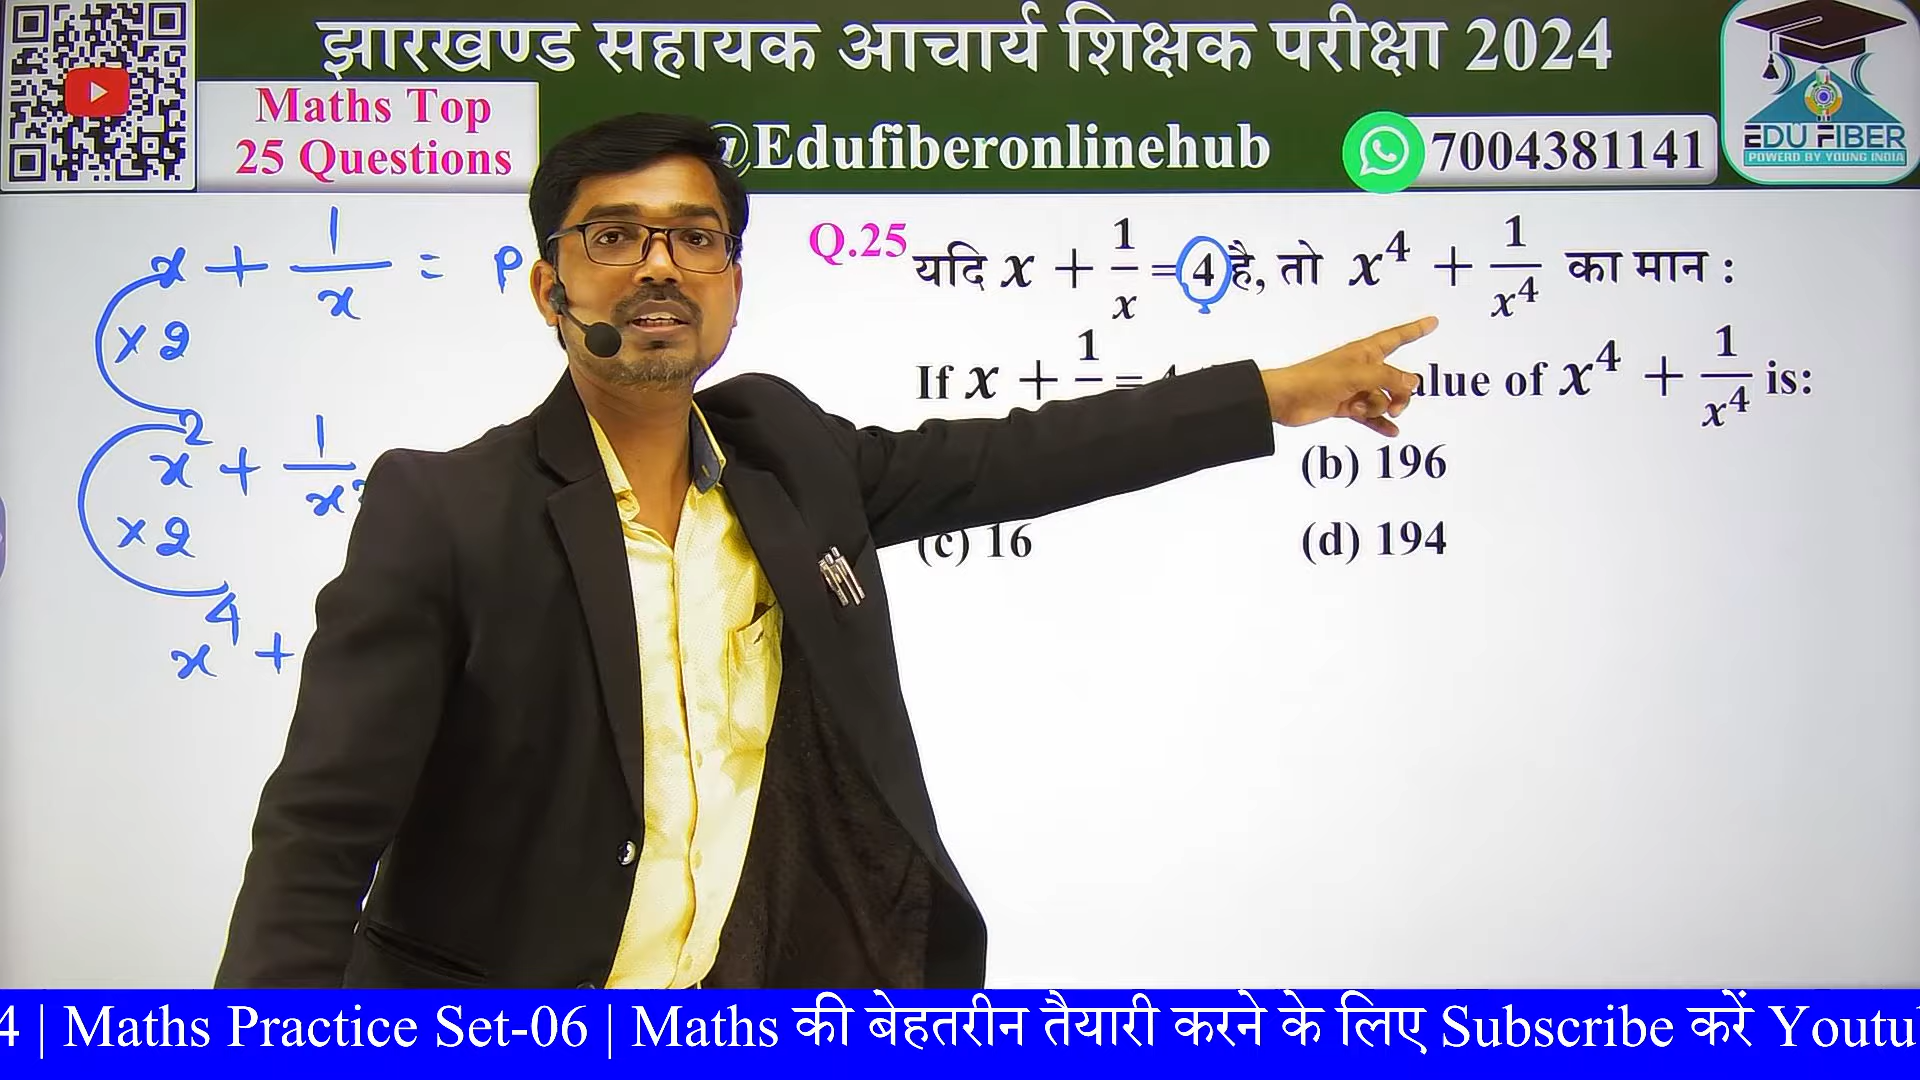 झारखण्ड सहायक आचार्य शिक्षक परीक्षा 2024
Maths Top
25 Questions
@Edufiberonlinehub
7004381141
EDU FIBER
POWERD BY YOUNG INDIA
x + 1/x = P
×2
x² + 1/x²
×2
x⁴ +
Q.25 यदि x + 1/x = 4 है, तो x⁴ + 1/x⁴ का मान :
If x + 1 = value of x⁴ + 1/x⁴ is:
(b) 196
(c) 16
(d) 194
4 | Maths Practice Set-06 | Maths की बेहतरीन तैयारी करने के लिए Subscribe करें Youtu